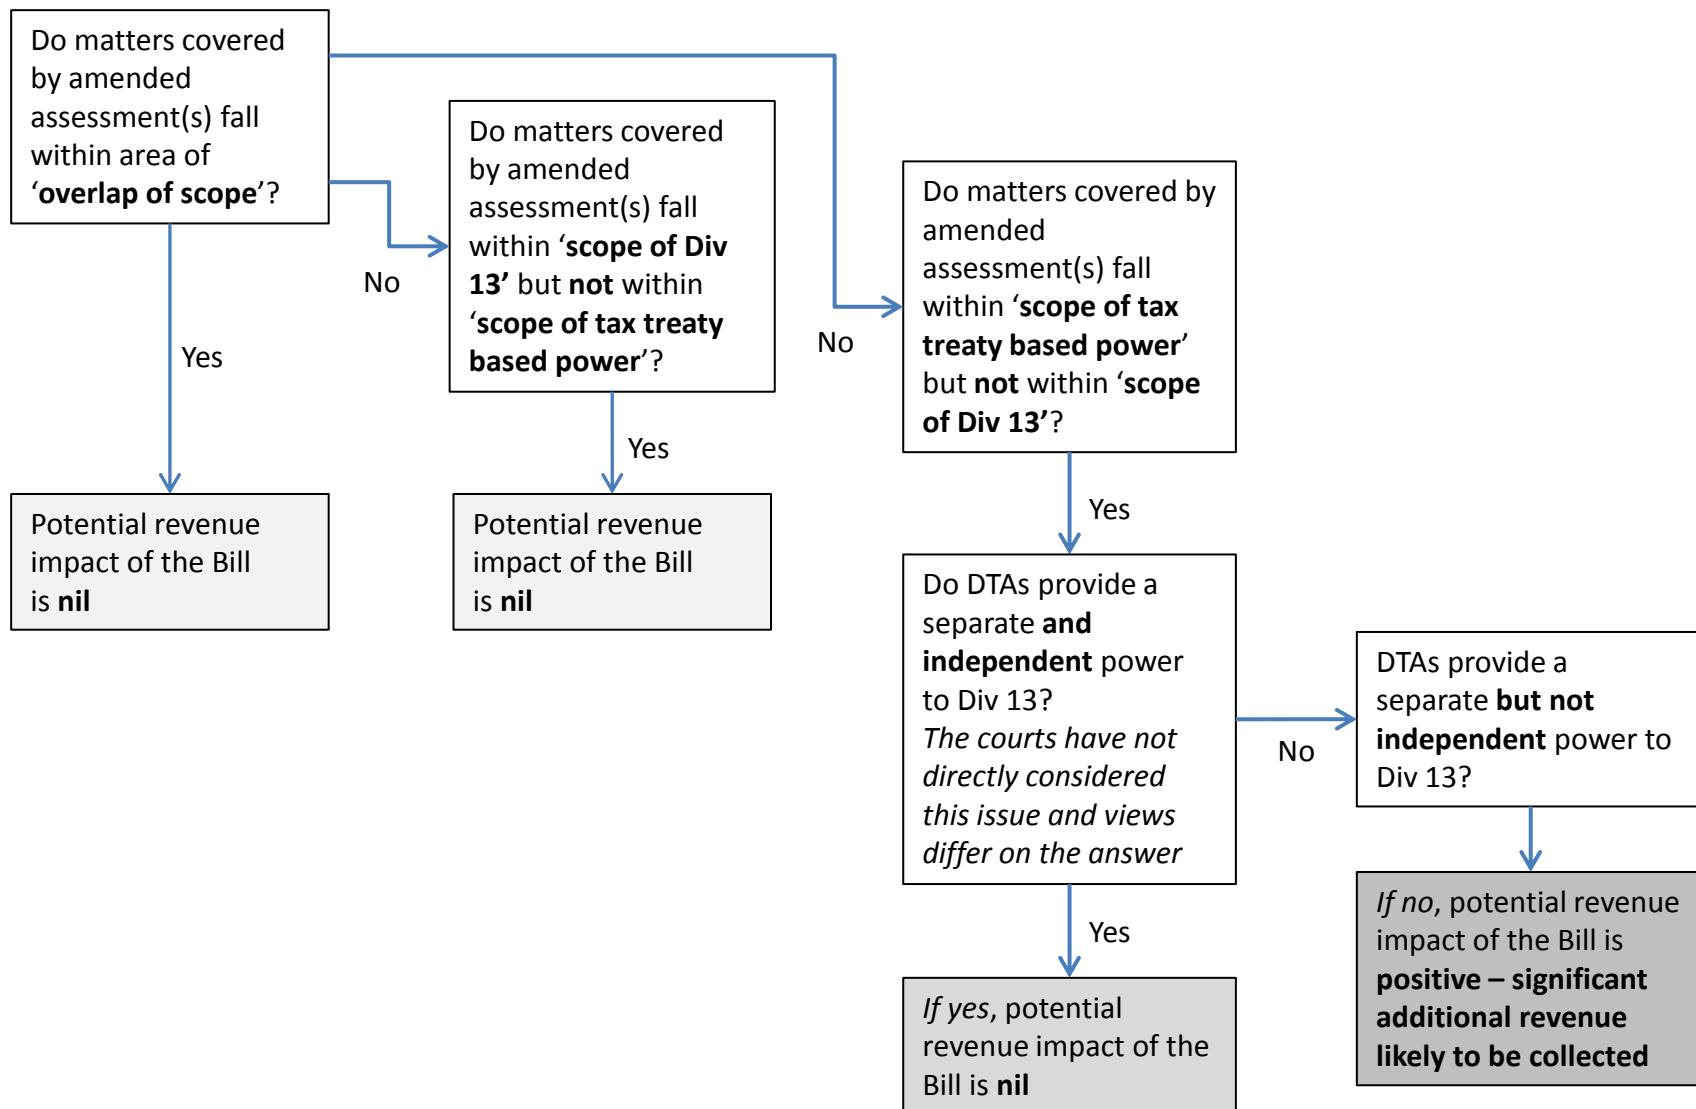 Do matters covered
by amended
assessment(s) fall
within area of
‘overlap of scope’?
No
Yes
Potential revenue
impact of the Bill
is nil
Do matters covered
by amended
assessment(s) fall
within ‘scope of Div
13’ but not within
‘scope of tax treaty
based power’?
Yes
Potential revenue
impact of the Bill
is nil
No
Do matters covered by
amended
assessment(s) fall
within ‘scope of tax
treaty based power’
but not within ‘scope
of Div 13’?
Yes
Do DTAs provide a
separate and
independent power
to Div 13?
The courts have not
directly considered
this issue and views
differ on the answer
Yes
If yes, potential
revenue impact of the
Bill is nil
No
DTAs provide a
separate but not
independent power to
Div 13?
If no, potential revenue
impact of the Bill is
positive – significant
additional revenue
likely to be collected